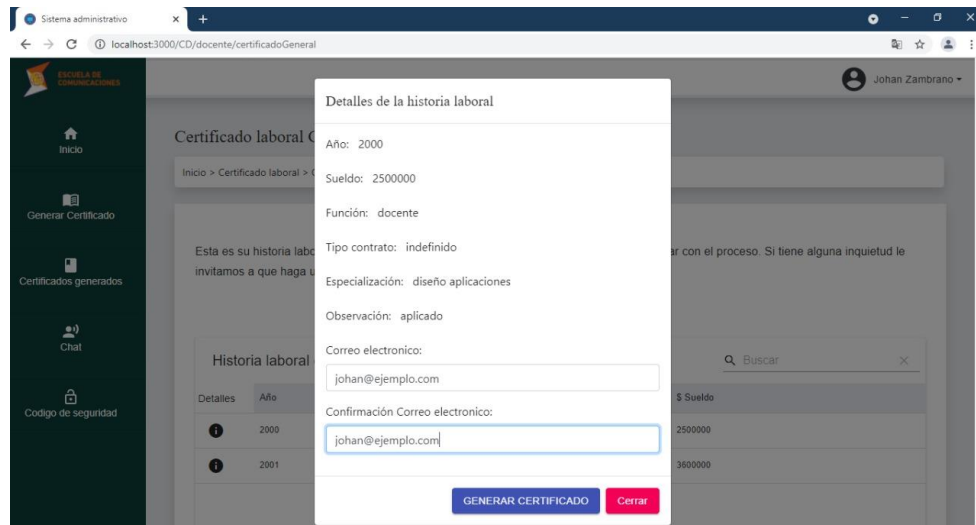 Sistema administrativo
localhost:3000/CD/docente/certificadoGeneral
ESCUELA DE
COMUNICACIONES
Johan Zambrano
Inicio
Generar Certificado
Certificados generados
Chat
Codigo de seguridad
Certificado laboral
Inicio > Certificado laboral >
Esta es su historia
ar con el proceso. Si tiene alguna inquietud le
invitamos a que haga
Historia laboral
Buscar
Detalles Año $ Sueldo
2000 2500000
2001 3600000
Detalles de la historia laboral
Año: 2000
Sueldo: 2500000
Función: docente
Tipo contrato: indefinido
Especialización: diseño aplicaciones
Observación: aplicado
Correo electronico:
johan@ejemplo.com
Confirmación Correo electronico:
johan@ejemplo.com
GENERAR CERTIFICADO Cerrar